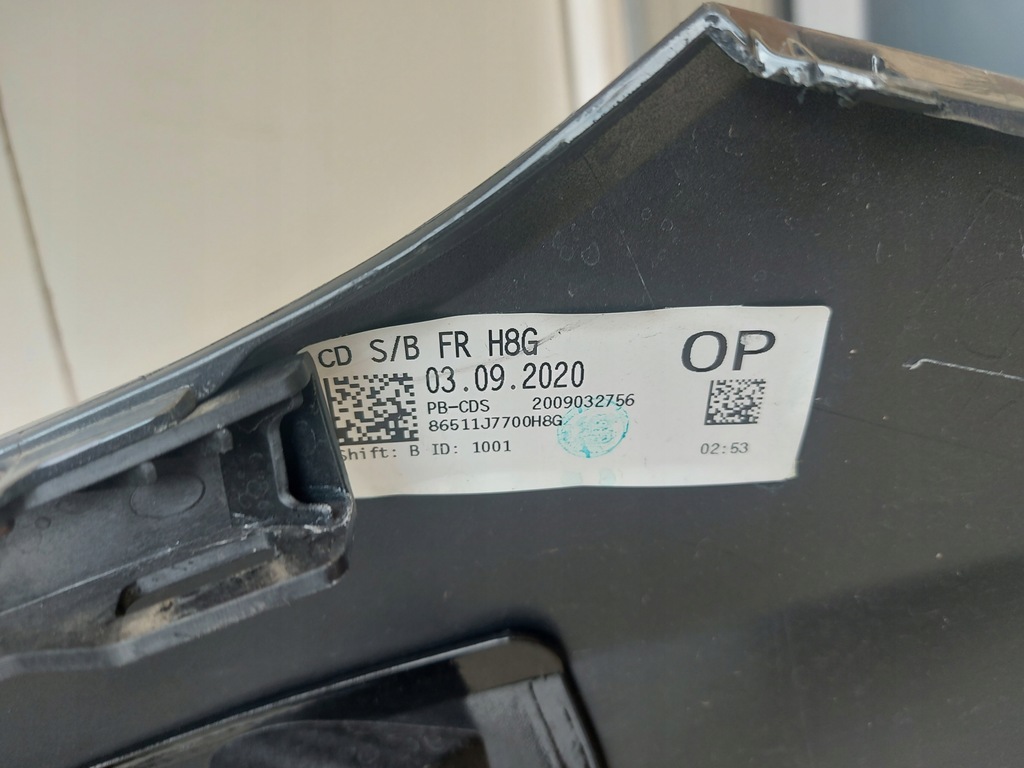 CD S/B FR H8G
OP
03.09.2020
PB-CDS 2009032756
86511J7700H8G
Shift: B ID: 1001
02:53